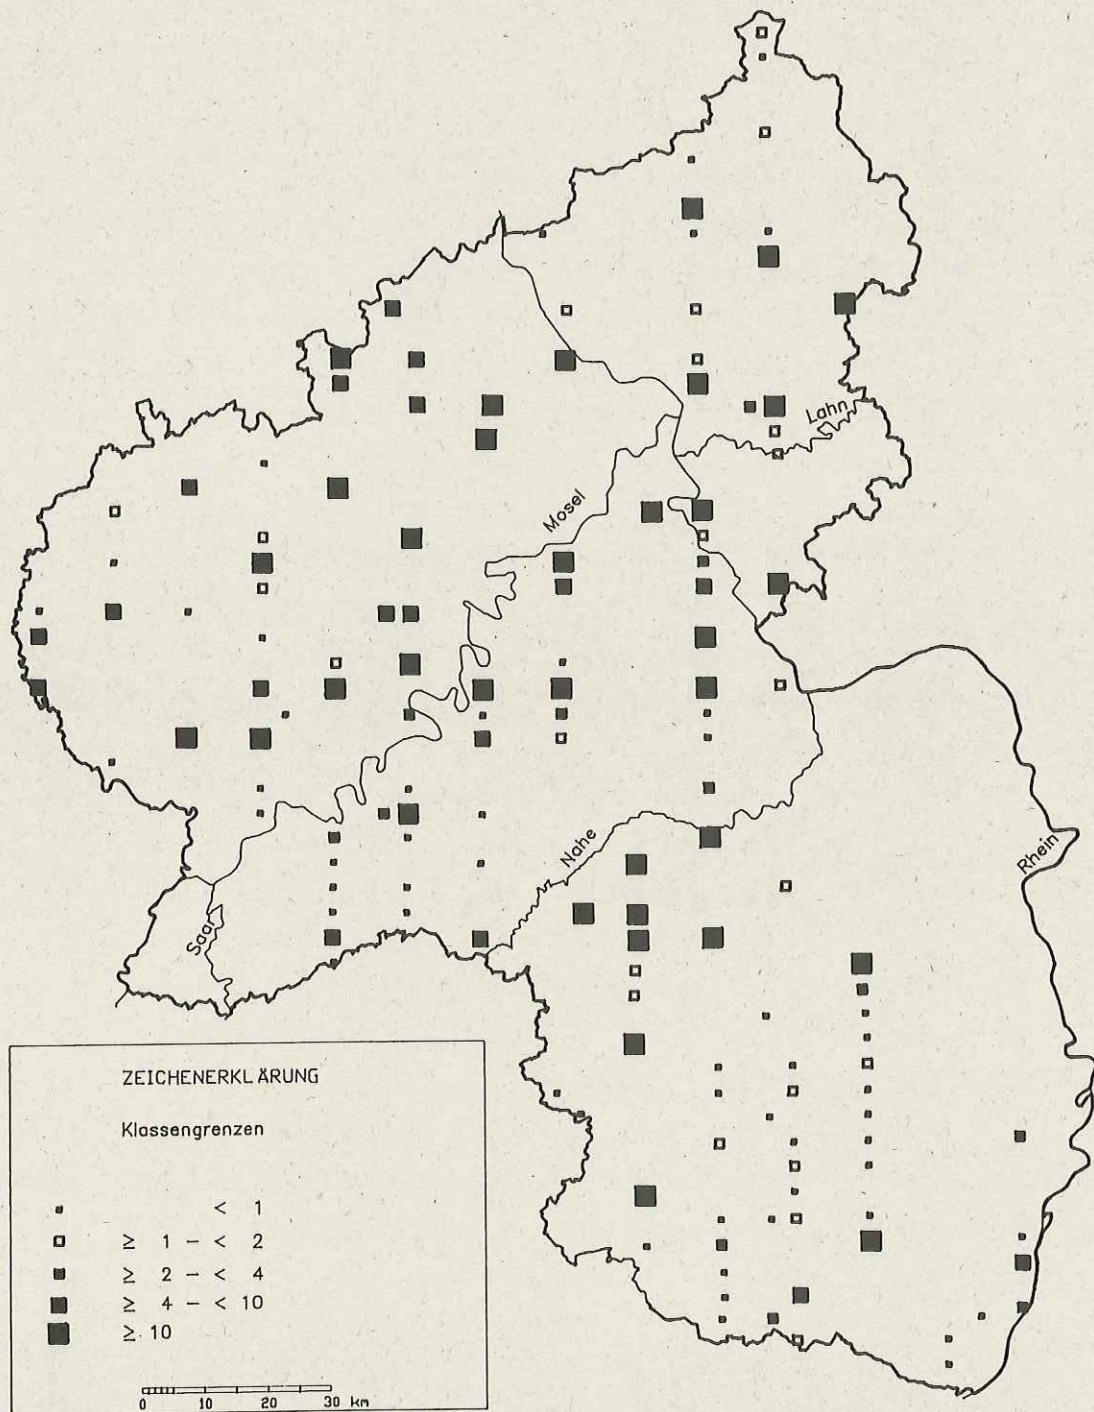 Lahn
Mosel
Nahe
Rhein
Saar
ZEICHENERKLÄRUNG
Klassengrenzen
< 1
≥ 1 - < 2
≥ 2 - < 4
≥ 4 - < 10
≥ 10
0 10 20 30 km